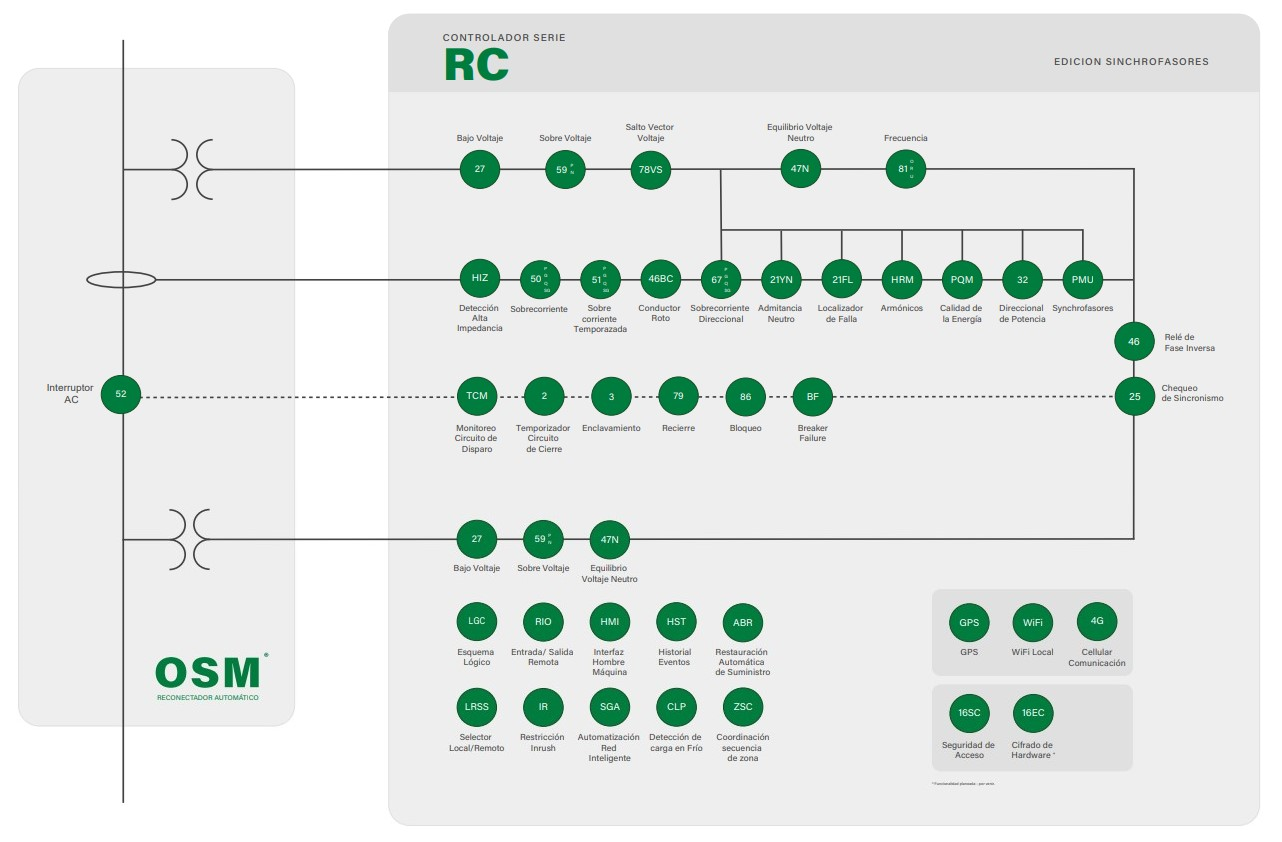 CONTROLADOR SERIE
RC
EDICION SINCHROFASORES
Bajo Voltaje
Sobre Voltaje
Salto Vector
Voltaje
Equilibrio Voltaje
Neutro
Frecuencia
27
59 P N
78VS
47N
81 O R U
HIZ
50 P G Q SG
51 P G Q SG
46BC
67 P G Q SG
21YN
21FL
HRM
PQM
32
PMU
Detección
Alta
Impedancia
Sobrecorriente
Sobre
corriente
Temporazada
Conductor
Roto
Sobrecorriente
Direccional
Admitancia
Neutro
Localizador
de Falla
Armónicos
Calidad de
la Energía
Direccional
de Potencia
Synchrofasores
46
Relé de
Fase Inversa
Interruptor
AC
52
TCM
2
3
79
86
BF
25
Chequeo
de Sincronismo
Monitoreo
Circuito de
Disparo
Temporizador
Circuito
de Cierre
Enclavamiento
Recierre
Bloqueo
Breaker
Failure
27
59 P N
47N
Bajo Voltaje
Sobre Voltaje
Equilibrio
Voltaje Neutro
LGC
RIO
HMI
HST
ABR
Esquema
Lógico
Entrada/ Salida
Remota
Interfaz
Hombre
Máquina
Historial
Eventos
Restauración
Automática
de Suministro
LRSS
IR
SGA
CLP
ZSC
Selector
Local/Remoto
Restricción
Inrush
Automatización
Red
Inteligente
Detección de
carga en Frío
Coordinación
secuencia
de zona
GPS
WiFi
4G
GPS
WiFi Local
Cellular
Comunicación
16SC
16EC
Seguridad de
Acceso
Cifrado de
Hardware *
OSM®
RECONECTADOR AUTOMÁTICO